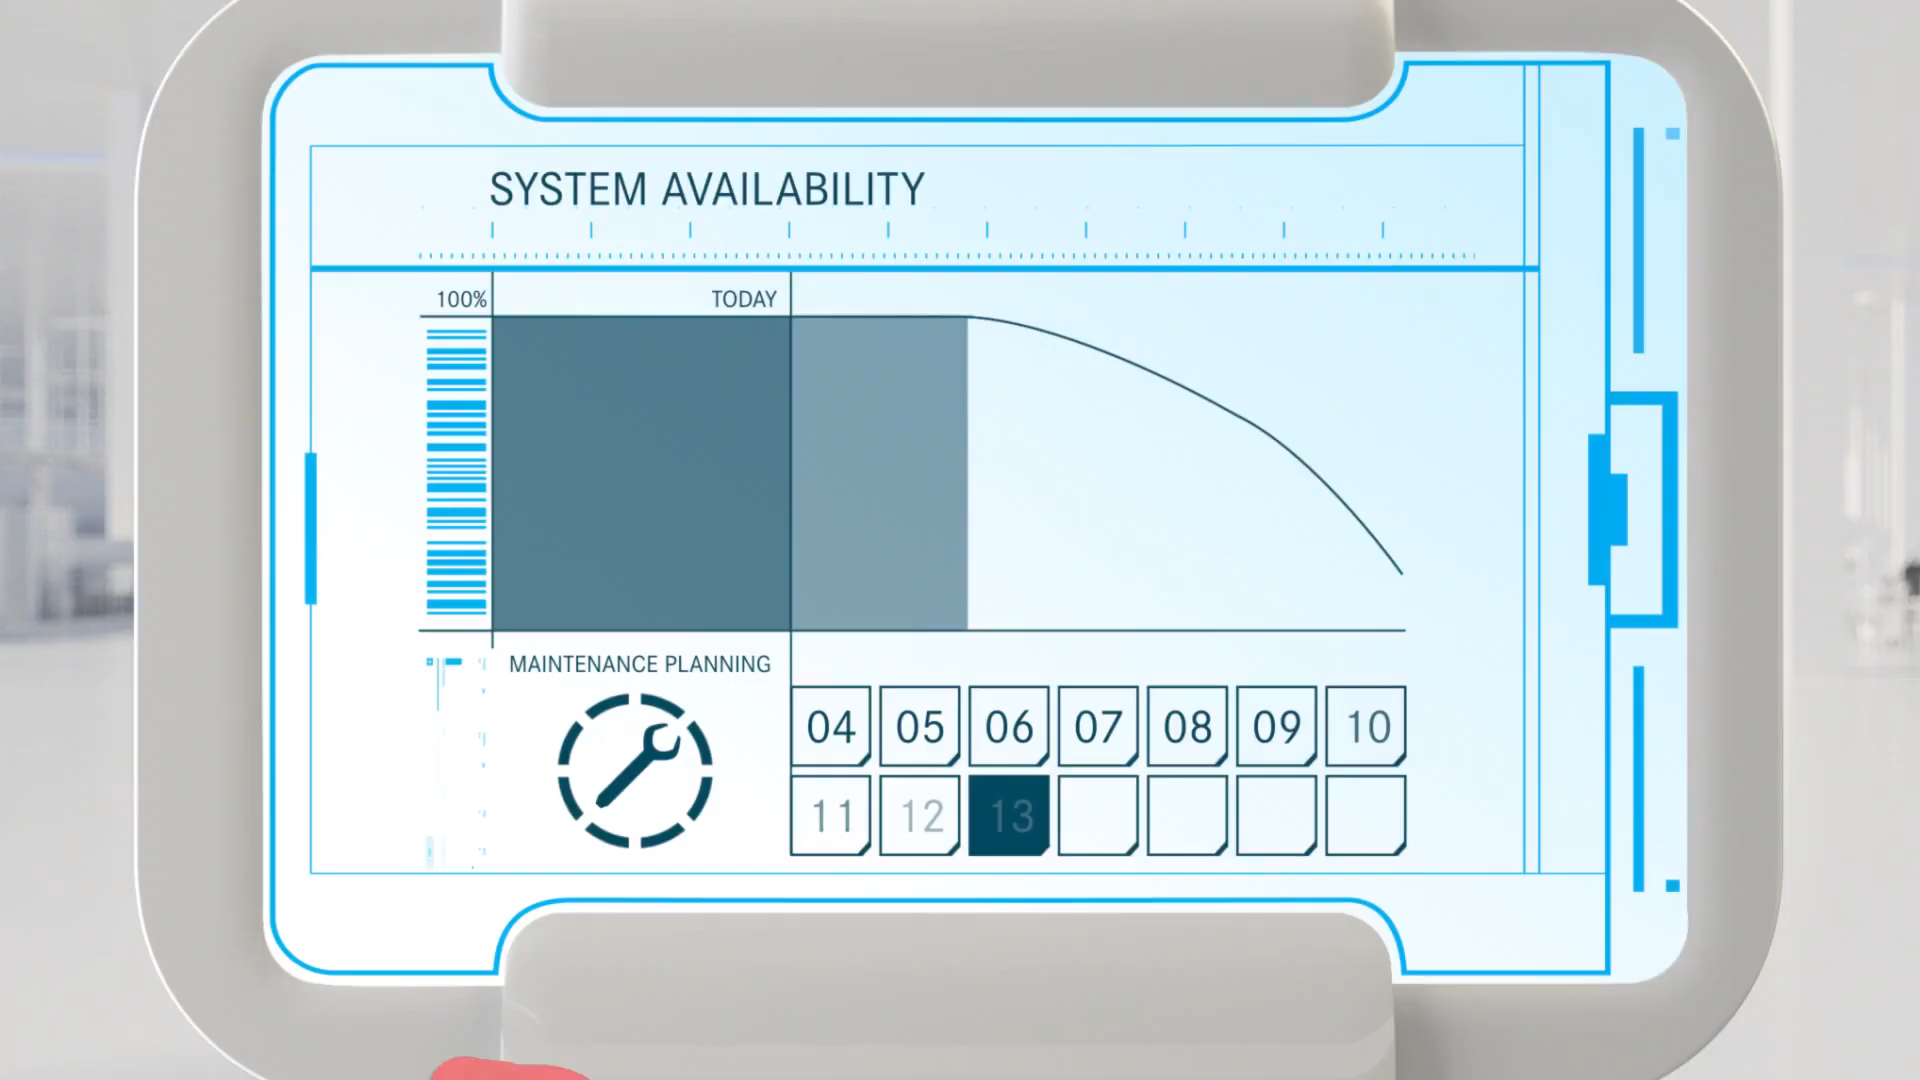 SYSTEM AVAILABILITY
100%
TODAY
MAINTENANCE PLANNING
04 05 06 07 08 09 10
11 12 13